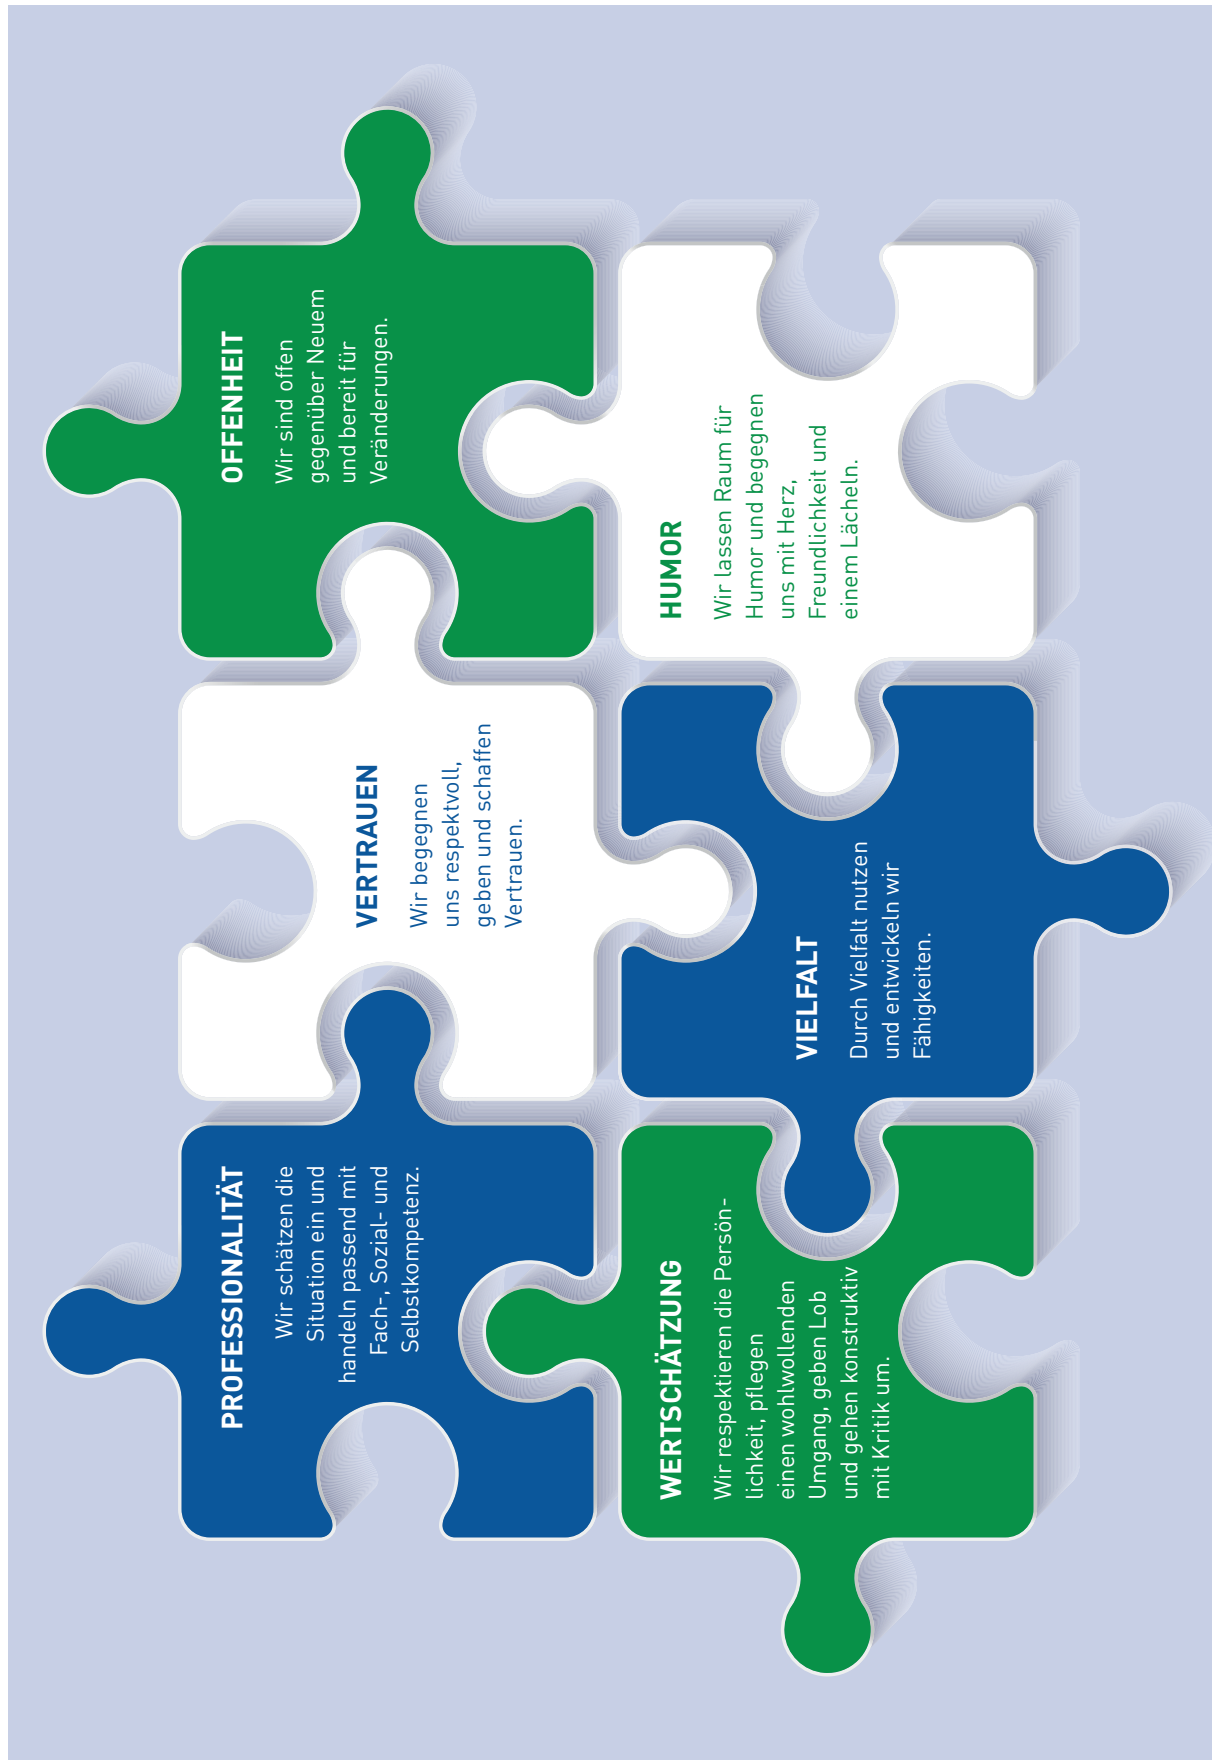 PROFESSIONALITÄT
Wir schätzen die
Situation ein und
handeln passend mit
Fach-, Sozial- und
Selbstkompetenz.
VERTRAUEN
Wir begegnen
uns respektvoll,
geben und schaffen
Vertrauen.
OFFENHEIT
Wir sind offen
gegenüber Neuem
und bereit für
Veränderungen.
WERTSCHÄTZUNG
Wir respektieren die Persön-
lichkeit, pflegen
einen wohlwollenden
Umgang, geben Lob
und gehen konstruktiv
mit Kritik um.
VIELFALT
Durch Vielfalt nutzen
und entwickeln wir
Fähigkeiten.
HUMOR
Wir lassen Raum für
Humor und begegnen
uns mit Herz,
Freundlichkeit und
einem Lächeln.